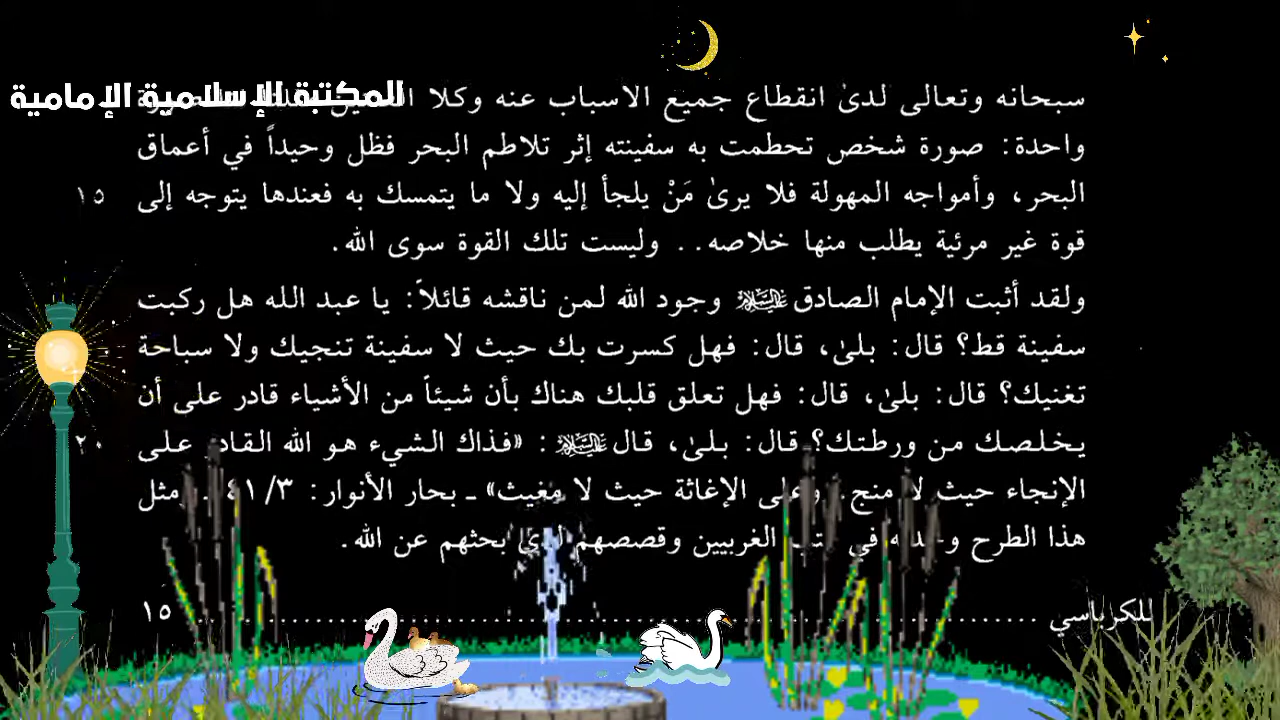 المكتبة الإسلامية الإمامية
سبحانه وتعالى لدىٰ انقطاع جميع الاسباب عنه وكلا
واحدة: صورة شخص تحطمت به سفينته إثر تلاطم البحر فظل وحيداً في أعماق
البحر، وأمواجه المهولة فلا يرىٰ مَنْ يلجأ إليه ولا ما يتمسك به فعندها يتوجه إلى ١٥
قوة غير مرئية يطلب منها خلاصه.. وليست تلك القوة سوى الله.
ولقد أثبت الإمام الصادق عليه السلام وجود الله لمن ناقشه قائلاً: يا عبد الله هل ركبت
سفينة قط؟ قال: بلىٰ، قال: فهل كسرت بك حيث لا سفينة تنجيك ولا سباحة
تغنيك؟ قال: بلىٰ، قال: فهل تعلق قلبك هناك بأن شيئاً من الأشياء قادر على أن
يخلصك من ورطتك؟ قال: بلىٰ، قال عليه السلام: «فذاك الشيء هو الله القادر على ٢٠
الإنجاء حيث لا منج، وعلى الإغاثة حيث لا مغيث» ـ بحار الأنوار: ٣/٤١ مثل
هذا الطرح في الغربيين وقصصهم لدىٰ بحثهم عن الله.
للكرباسي ........ ١٥